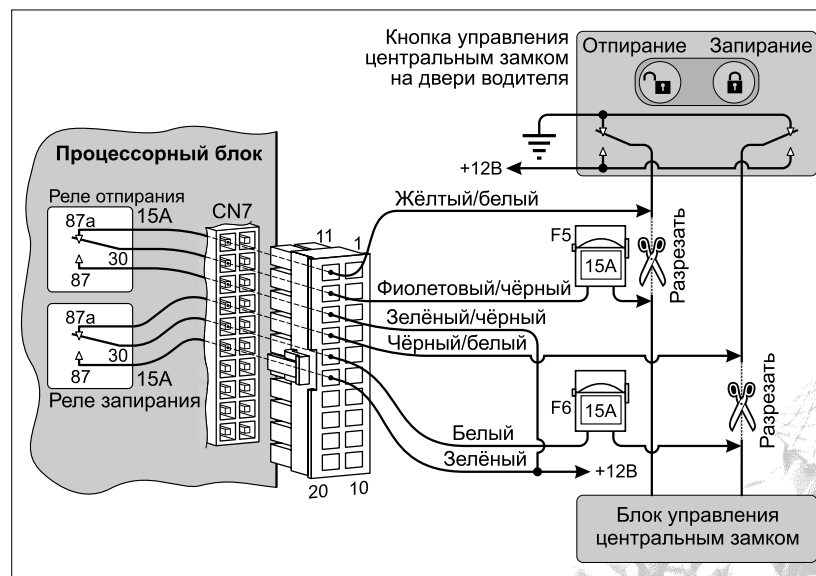 Кнопка управления
центральным замком
на двери водителя
Отпирание Запирание
+12В
Процессорный блок
Реле отпирания
87а
15А
30
87
CN7
11
1
Жёлтый/белый
F5
15А
Разрезать
Фиолетовый/чёрный
Зелёный/чёрный
Чёрный/белый
87а
30
87
15А
Реле запирания
F6
15А
Разрезать
Белый
Зелёный
+12В
20 10
Блок управления
центральным замком